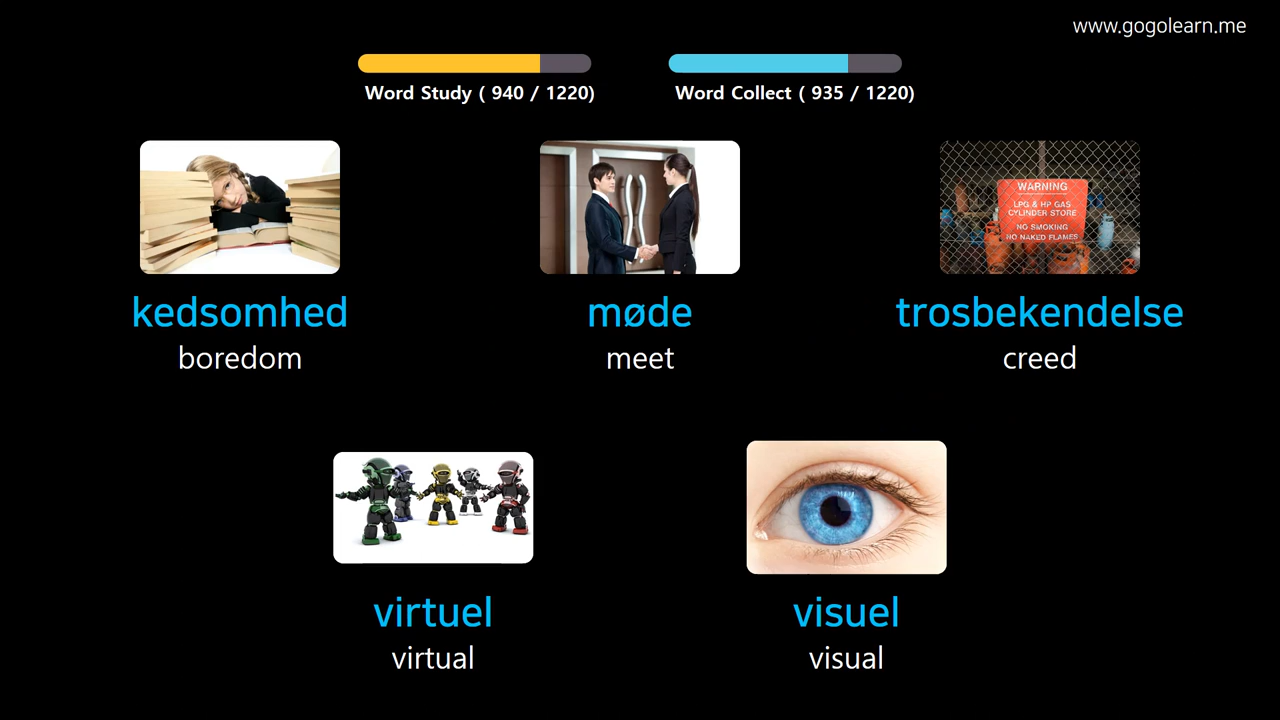 www.gogolearn.me
Word Study ( 940 / 1220)
Word Collect ( 935 / 1220)
WARNING
LPG & HP GAS
CYLINDER STORE
NO SMOKING
NO NAKED FLAMES
kedsomhed
møde
trosbekendelse
boredom
meet
creed
virtuel
visuel
virtual
visual